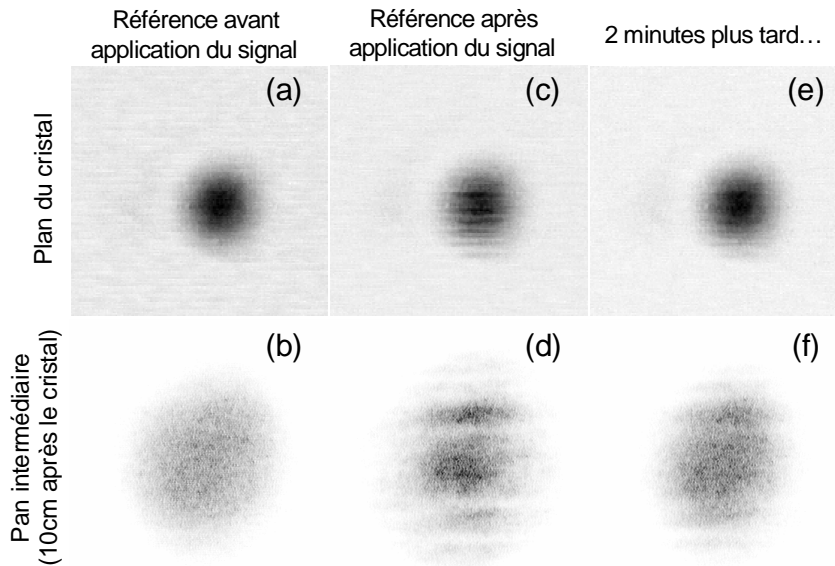 Référence avant
application du signal
Référence après
application du signal
2 minutes plus tard…
Plan du cristal
(a)
(c)
(e)
Pan intermédiaire
(10cm après le cristal)
(b)
(d)
(f)